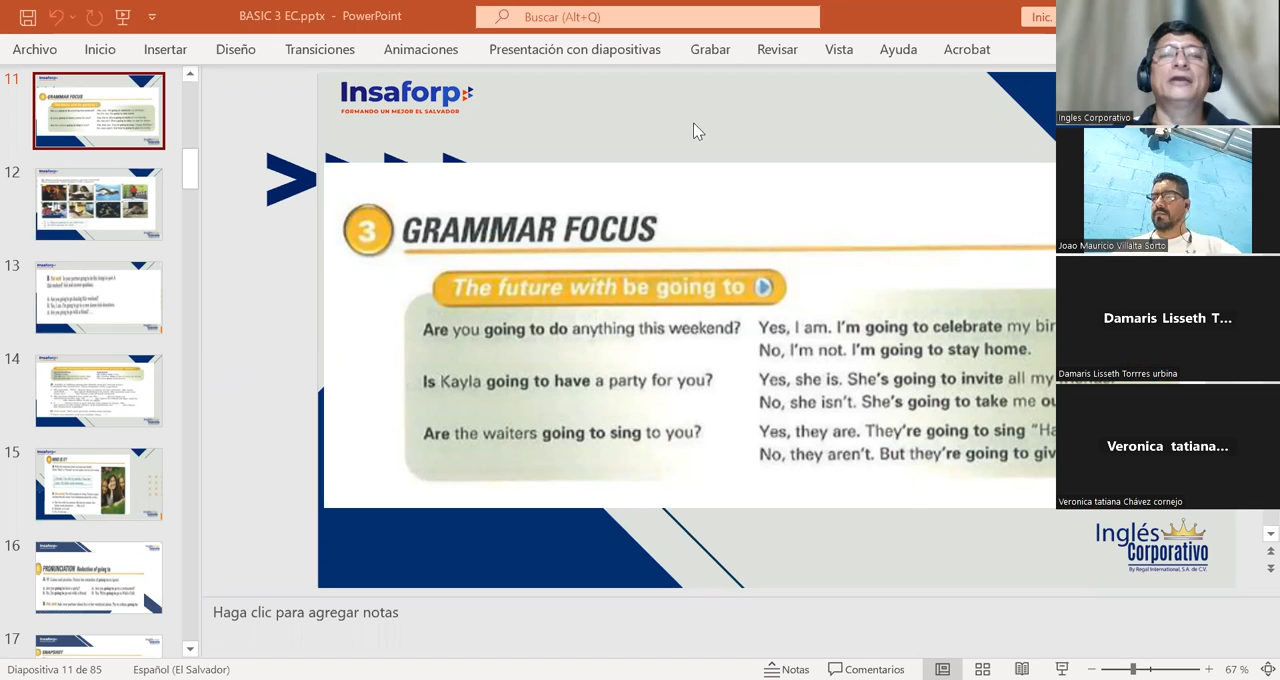 BASIC 3 EC.pptx - PowerPoint
Buscar (Alt+Q)
Inic.
Archivo Inicio Insertar Diseño Transiciones Animaciones Presentación con diapositivas Grabar Revisar Vista Ayuda Acrobat
11
12
13
14
15
16
17
Insaforp
FORMANDO UN MEJOR EL SALVADOR
3 GRAMMAR FOCUS
The future with be going to
Are you going to do anything this weekend? Yes, I am. I'm going to celebrate my bir
No, I'm not. I'm going to stay home.
Is Kayla going to have a party for you? Yes, she is. She's going to invite all my
No, she isn't. She's going to take me ou
Are the waiters going to sing to you? Yes, they are. They're going to sing "Ha
No, they aren't. But they're going to giv
Inglés
Corporativo
By Regal International, S.A. de C.V.
Ingles Corporativo
Joao Mauricio Villalta Sorto
Damaris Lisseth T...
Damaris Lisseth Torrres urbina
Veronica tatiana...
Veronica tatiana Chávez cornejo
Haga clic para agregar notas
Diapositiva 11 de 85 Español (El Salvador) Notas Comentarios 67 %